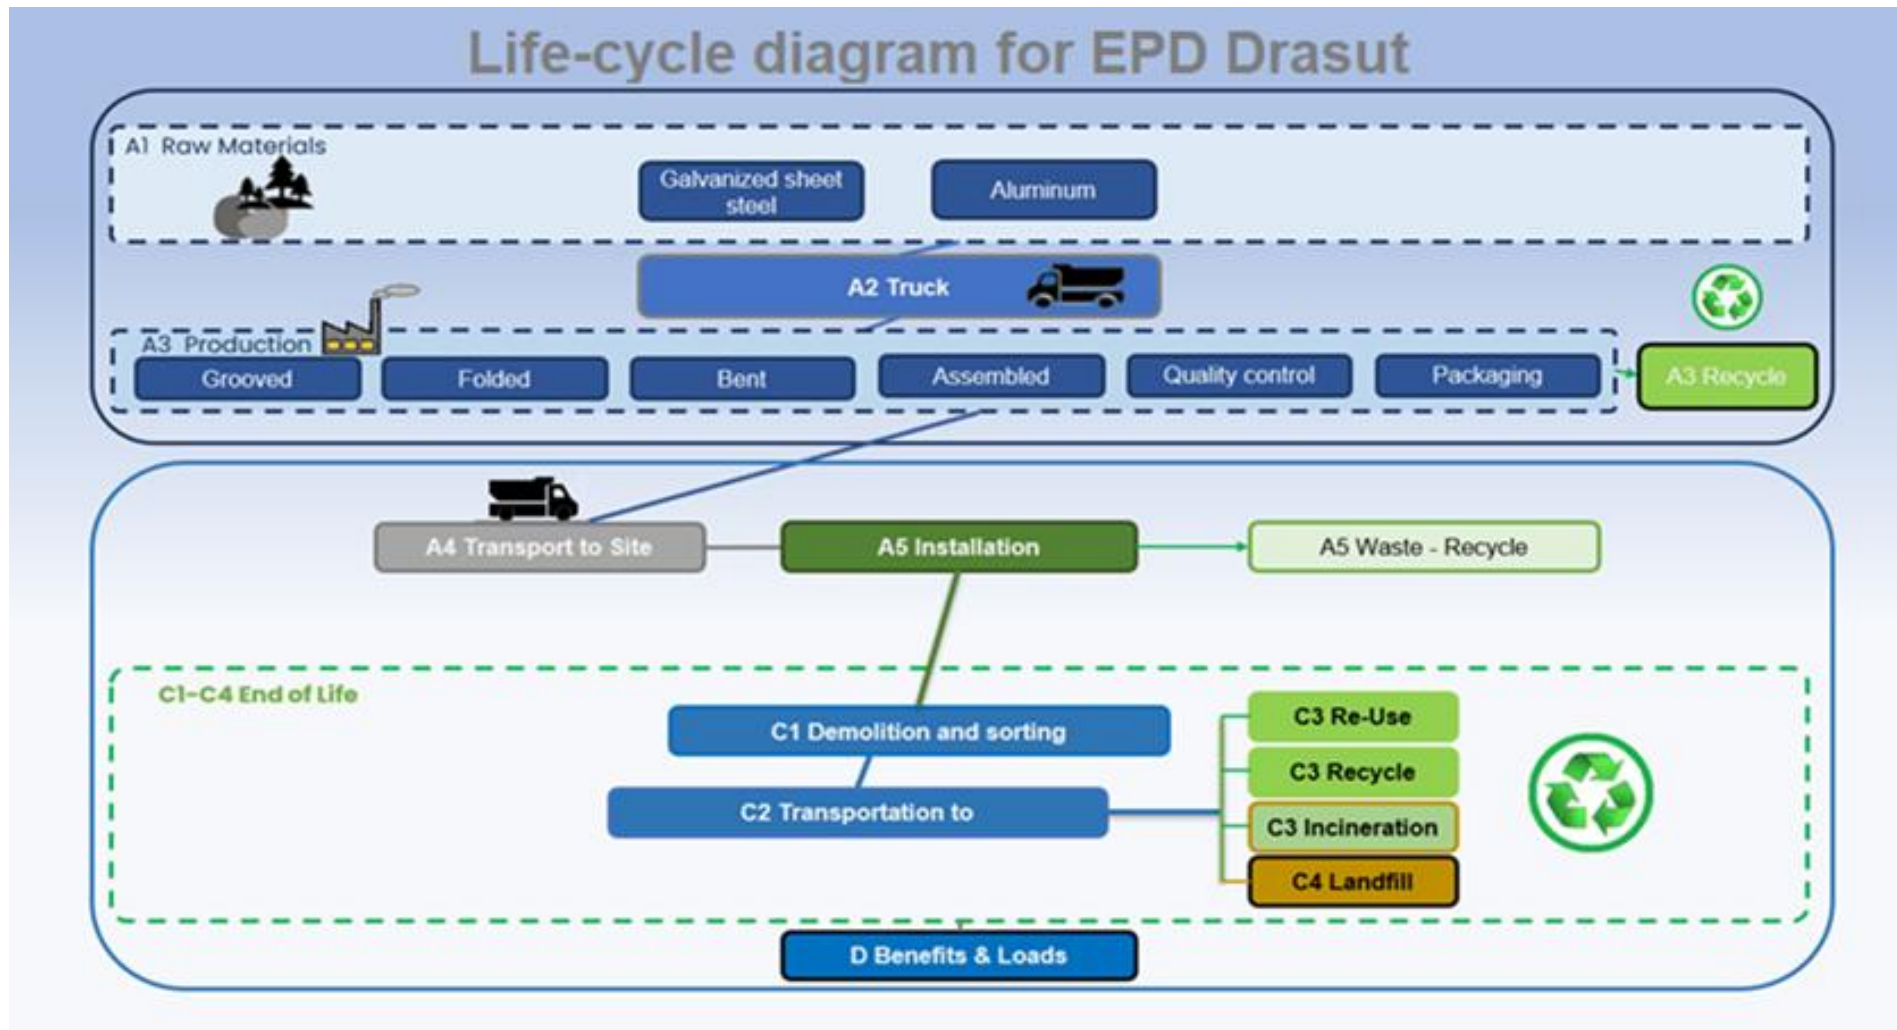 Life-cycle diagram for EPD Drasut
A1 Raw Materials
Galvanized sheet
steel
Aluminum
A2 Truck
A3 Production
Grooved
Folded
Bent
Assembled
Quality control
Packaging
A3 Recycle
A4 Transport to Site
A5 Installation
A5 Waste - Recycle
C1-C4 End of Life
C1 Demolition and sorting
C2 Transportation to
C3 Re-Use
C3 Recycle
C3 Incineration
C4 Landfill
D Benefits & Loads